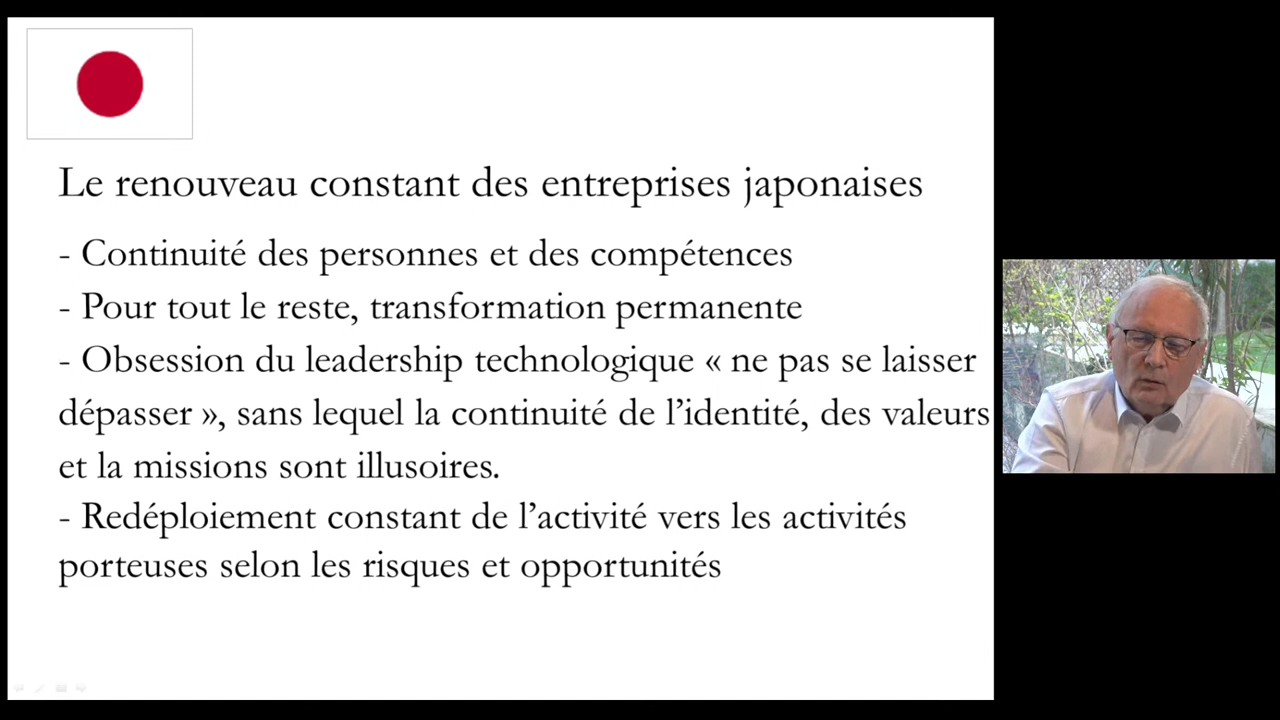 Le renouveau constant des entreprises japonaises
- Continuité des personnes et des compétences
- Pour tout le reste, transformation permanente
- Obsession du leadership technologique « ne pas se laisser
dépasser », sans lequel la continuité de l’identité, des valeurs
et la missions sont illusoires.
- Redéploiement constant de l’activité vers les activités
porteuses selon les risques et opportunités